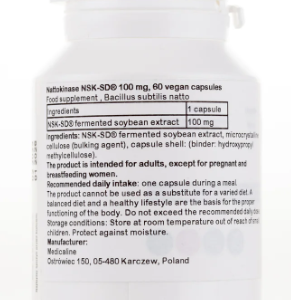 Nattokinase NSK-SD® 100 mg, 60 vegan capsules
Food supplement , Bacillus subtilis natto
Ingredients 1 capsule
NSK-SD® fermented soybean extract 100 mg
Ingredients: NSK-SD® fermented soybean extract, microcrystalline
cellulose (bulking agent), capsule shell: (binder: hydroxypropyl
methylcellulose).
The product is intended for adults, except for pregnant and
breastfeeding women.
Recommended daily intake: one capsule during a meal.
The product cannot be used as a substitute for a varied diet. A
balanced diet and a healthy lifestyle are the basis for the proper
functioning of the body. Do not exceed the recommended daily
Storage conditions: Store at room temperature out of reach of
children. Protect against moisture.
Manufacturer:
Medicaline
Ostrówiec 150, 05-480 Karczew, Poland